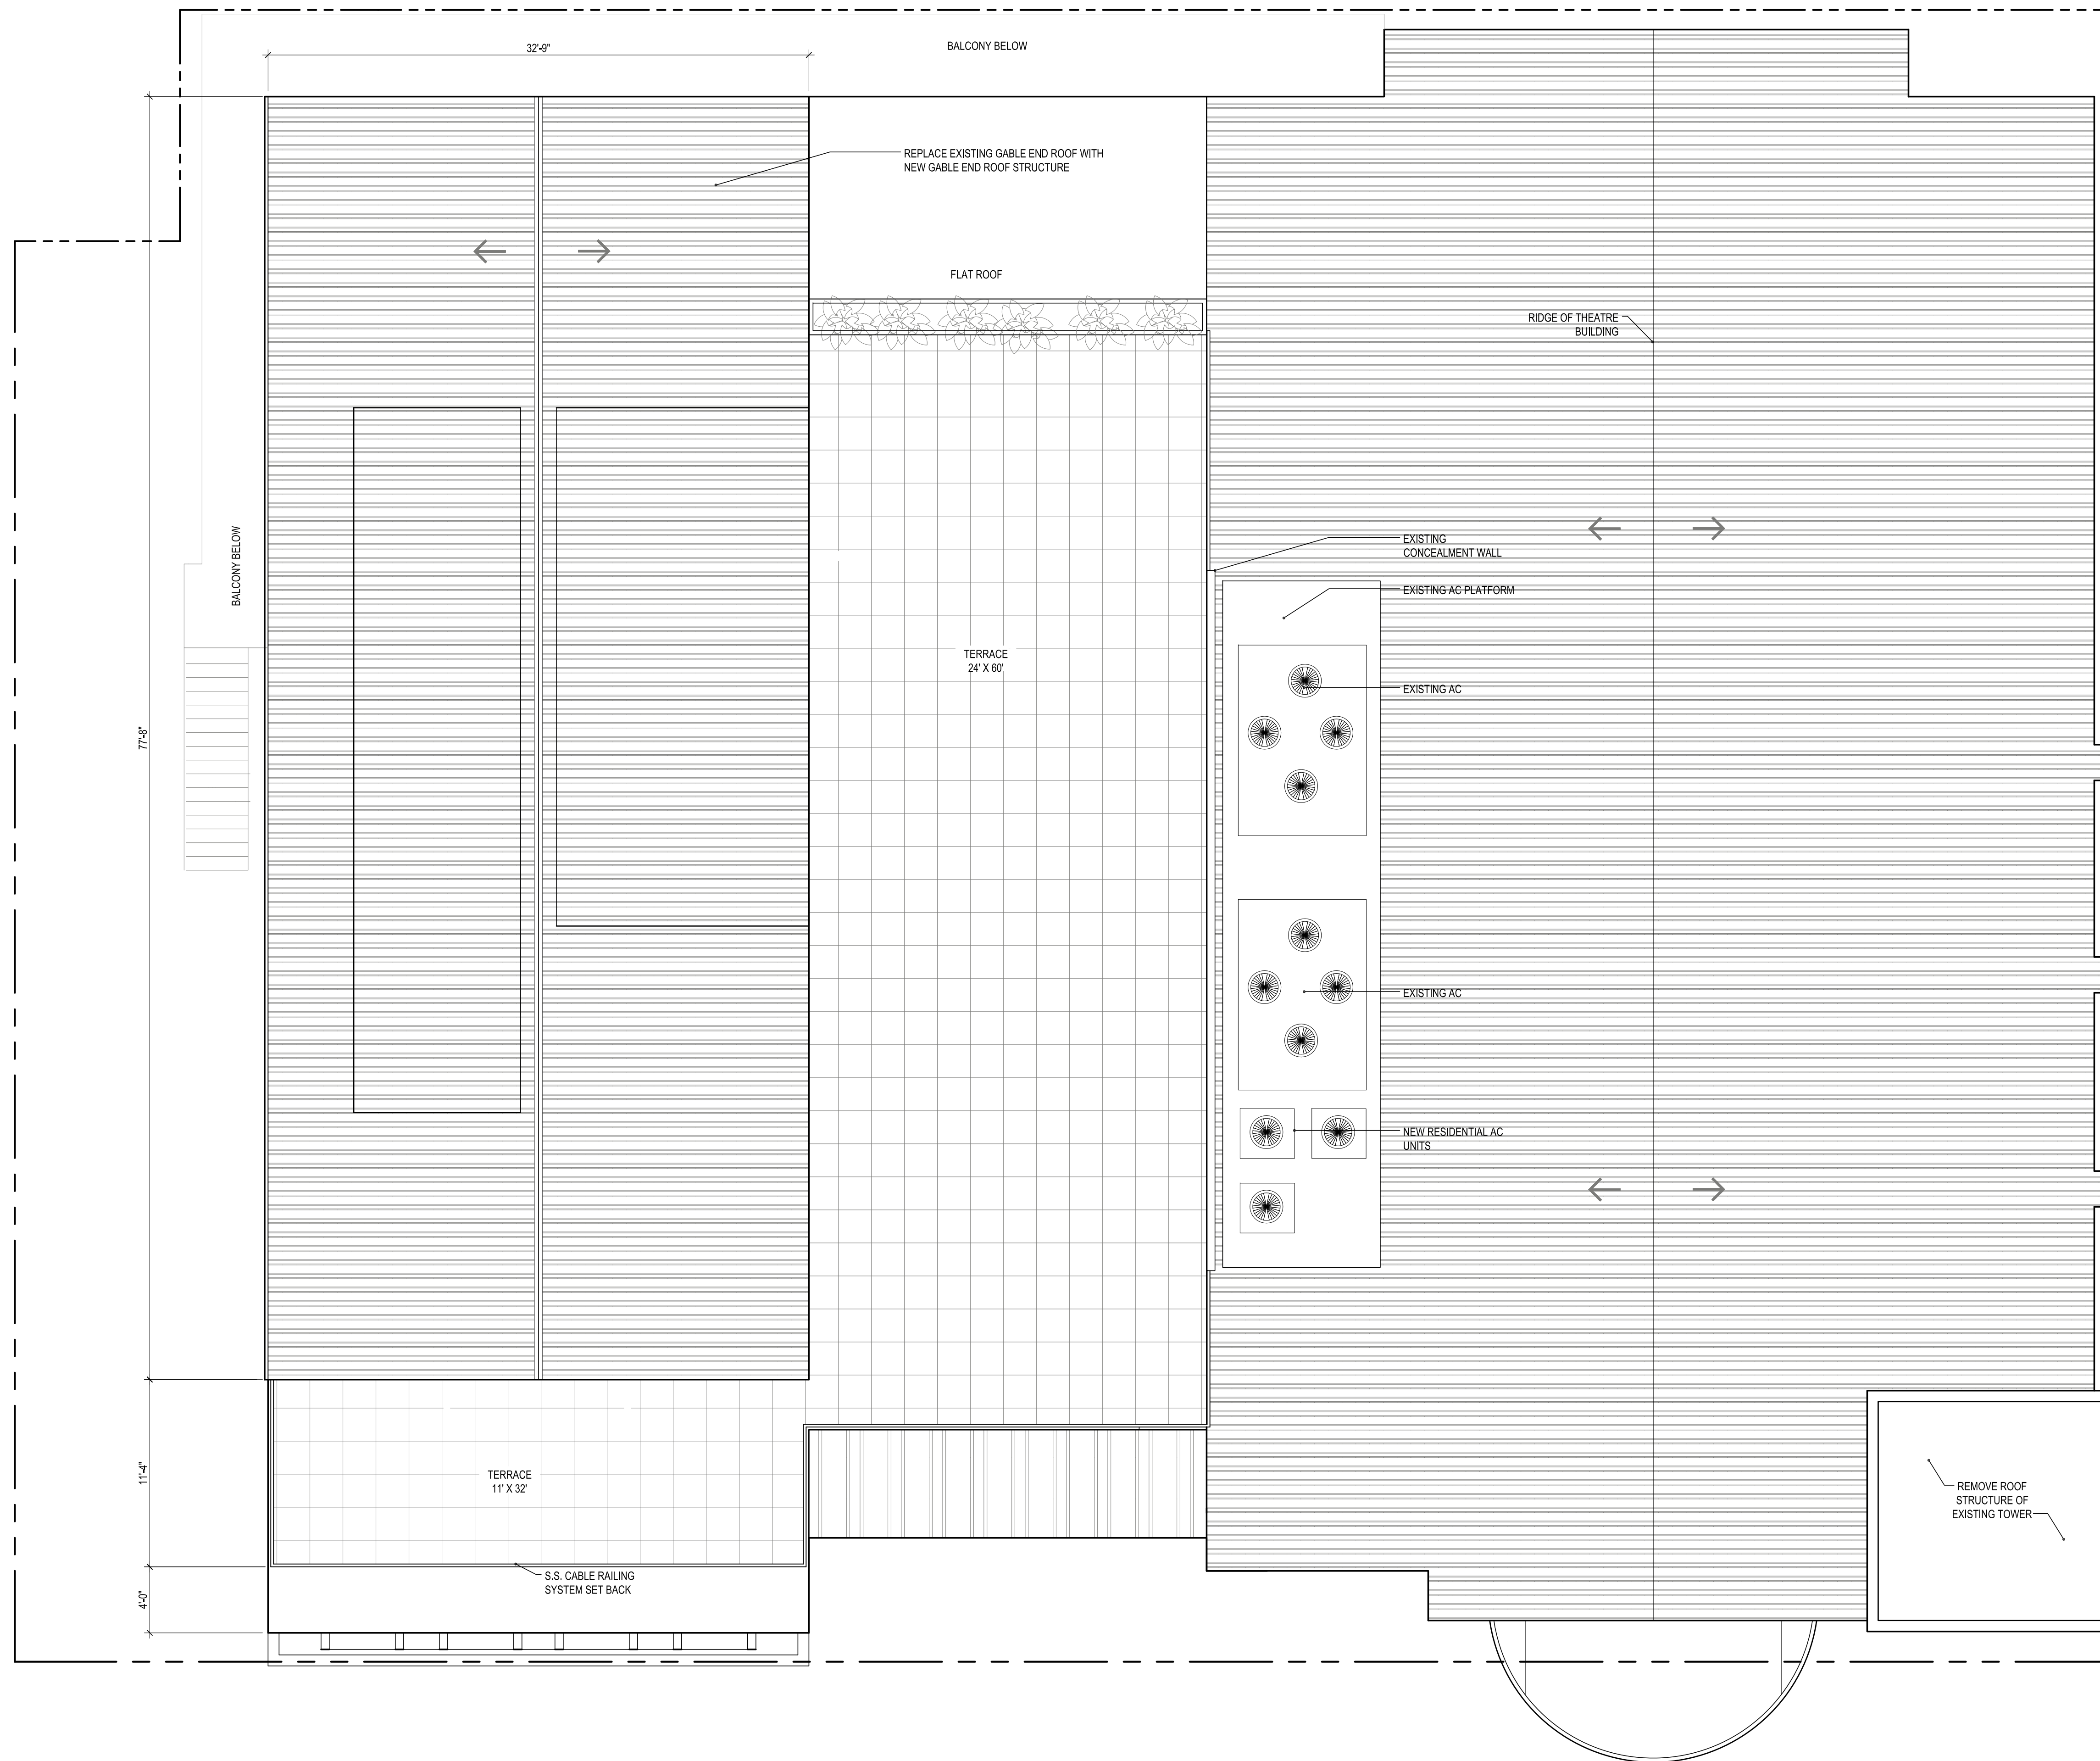 32'-9"
BALCONY BELOW
REPLACE EXISTING GABLE END ROOF WITH
NEW GABLE END ROOF STRUCTURE
FLAT ROOF
RIDGE OF THEATRE
BUILDING
BALCONY BELOW
EXISTING
CONCEALMENT WALL
EXISTING AC PLATFORM
TERRACE
24' X 60'
EXISTING AC
77'-8"
EXISTING AC
NEW RESIDENTIAL AC
UNITS
11'-4"
TERRACE
11' X 32'
REMOVE ROOF
STRUCTURE OF
EXISTING TOWER
S.S. CABLE RAILING
SYSTEM SET BACK
4'-0"